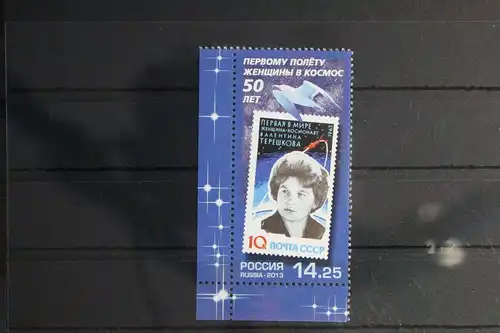 ПЕРВОМУ ПОЛЁТУ
ЖЕНЩИНЫ В КОСМОС
50
ЛЕТ
ПЕРВАЯ В МИРЕ
ЖЕНЩИНА-КОСМОНАВТ
ВАЛЕНТИНА
ТЕРЕШКОВА
1963
10 ПОЧТА СССР
РОССИЯ 14.25
RUSSIA · 2013